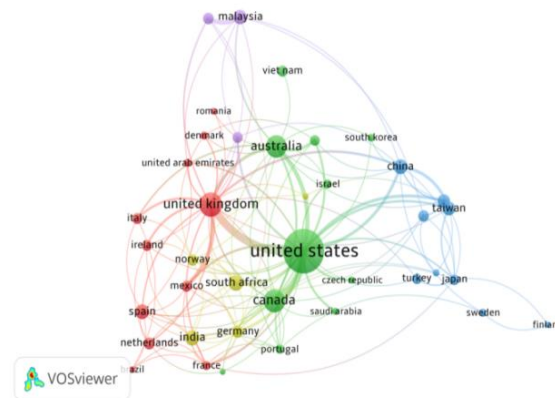 malaysia
viet nam
romania
denmark
south korea
australia
united arab emirates
china
israel
united kingdom
taiwan
italy
ireland
norway
united states
mexico
south africa
czech republic
turkey
japan
canada
spain
saudi arabia
sweden
finlan
india
germany
netherlands
portugal
france
azil
VOSviewer